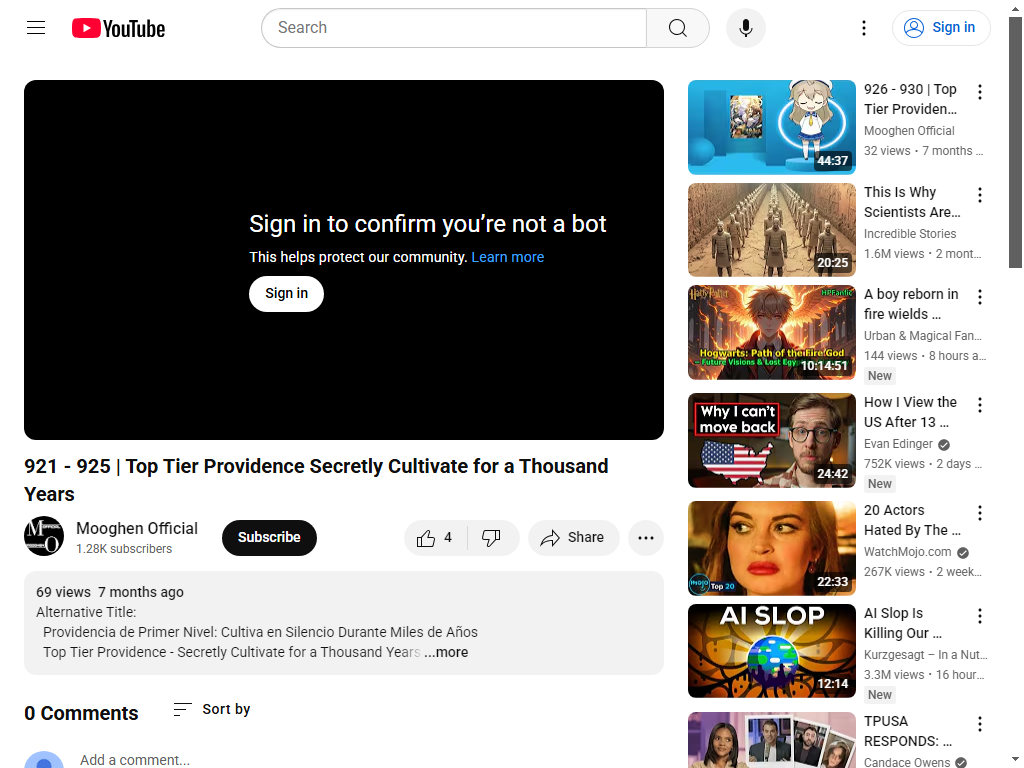 YouTube
Search
Sign in
Sign in to confirm you’re not a bot
This helps protect our community. Learn more
Sign in
921 - 925 | Top Tier Providence Secretly Cultivate for a Thousand
Years
Mooghen Official
1.28K subscribers
Subscribe
4
Share
69 views 7 months ago
Alternative Title:
Providencia de Primer Nivel: Cultiva en Silencio Durante Miles de Años
Top Tier Providence - Secretly Cultivate for a Thousand Years ...more
0 Comments
Sort by
Add a comment...
44:37
926 - 930 | Top
Tier Providen...
Mooghen Official
32 views • 7 months ...
20:25
This Is Why
Scientists Are...
Incredible Stories
1.6M views • 2 mont...
Harry Potter
HPFanfic
Hogwarts: Path of the Fire God
– Future Visions & Lost Egy
10:14:51
A boy reborn in
fire wields ...
Urban & Magical Fan...
144 views • 8 hours a...
New
Why I can't
move back
24:42
How I View the
US After 13 ...
Evan Edinger
752K views • 2 days ...
New
mojo Top 20
22:33
20 Actors
Hated By The ...
WatchMojo.com
267K views • 2 week...
AI SLOP
12:14
AI Slop Is
Killing Our ...
Kurzgesagt – In a Nut...
3.3M views • 16 hour...
New
TPUSA
RESPONDS: ...
Candace Owens